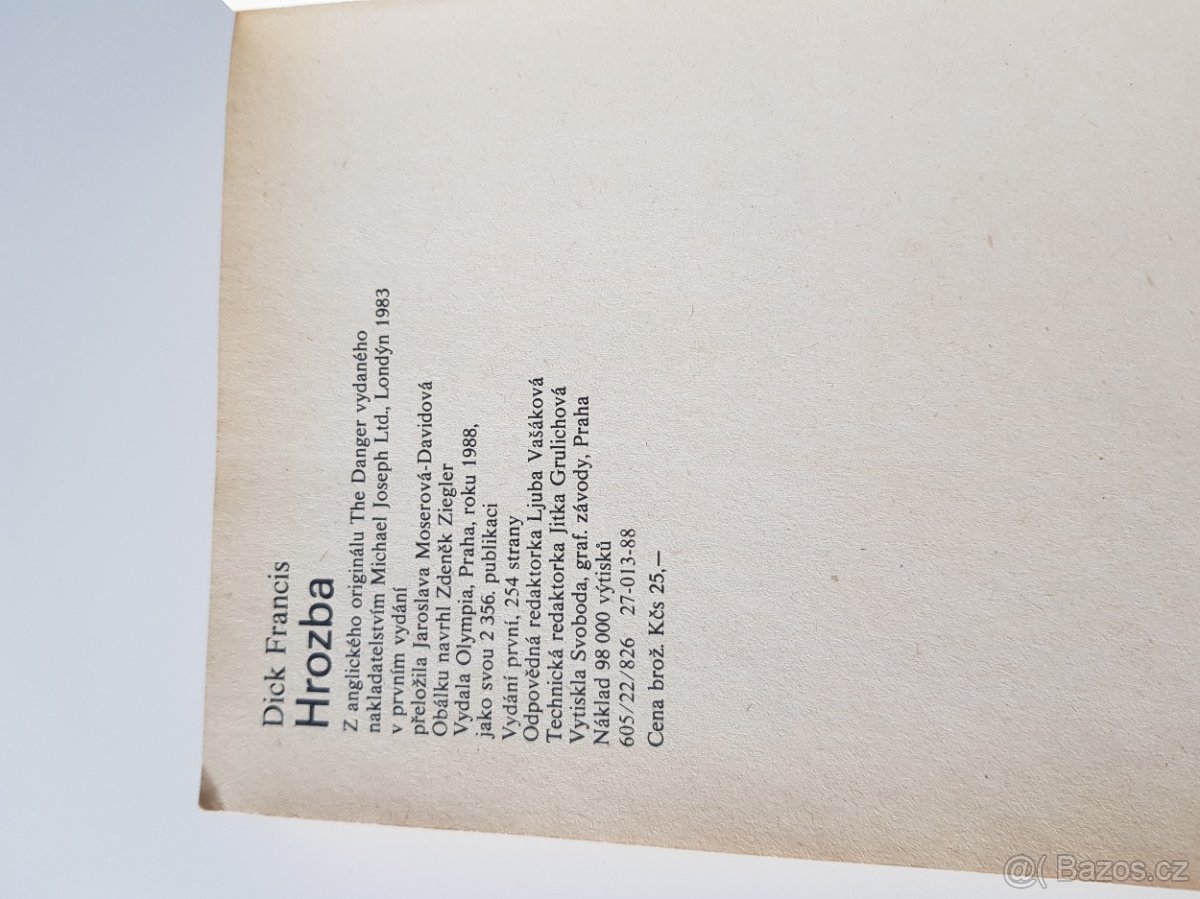 Dick Francis
Hrozba
Z anglického originálu The Danger vydaného
nakladatelstvím Michael Joseph Ltd., Londýn 1983
v prvním vydání
přeložila Jaroslava Moserová-Davidová
Obálku navrhl Zdeněk Ziegler
Vydala Olympia, Praha, roku 1988,
jako svou 2 356. publikaci
Vydání první, 254 strany
Odpovědná redaktorka Ljuba Vašáková
Technická redaktorka Jitka Grulichová
Vytiskla Svoboda, graf. závody, Praha
Náklad 98 000 výtisků
605/22/826 27-013-88
Cena brož. Kčs 25,—
@( Bazos.cz